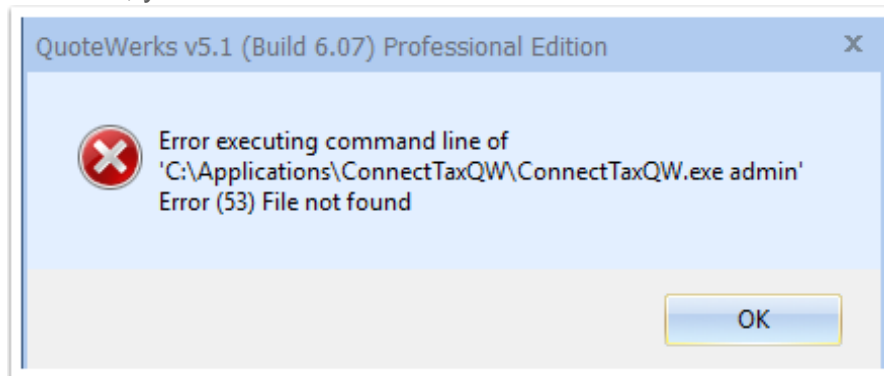 QuoteWerks v5.1 (Build 6.07) Professional Edition
Error executing command line of
'C:\Applications\ConnectTaxQW\ConnectTaxQW.exe admin'
Error (53) File not found
OK